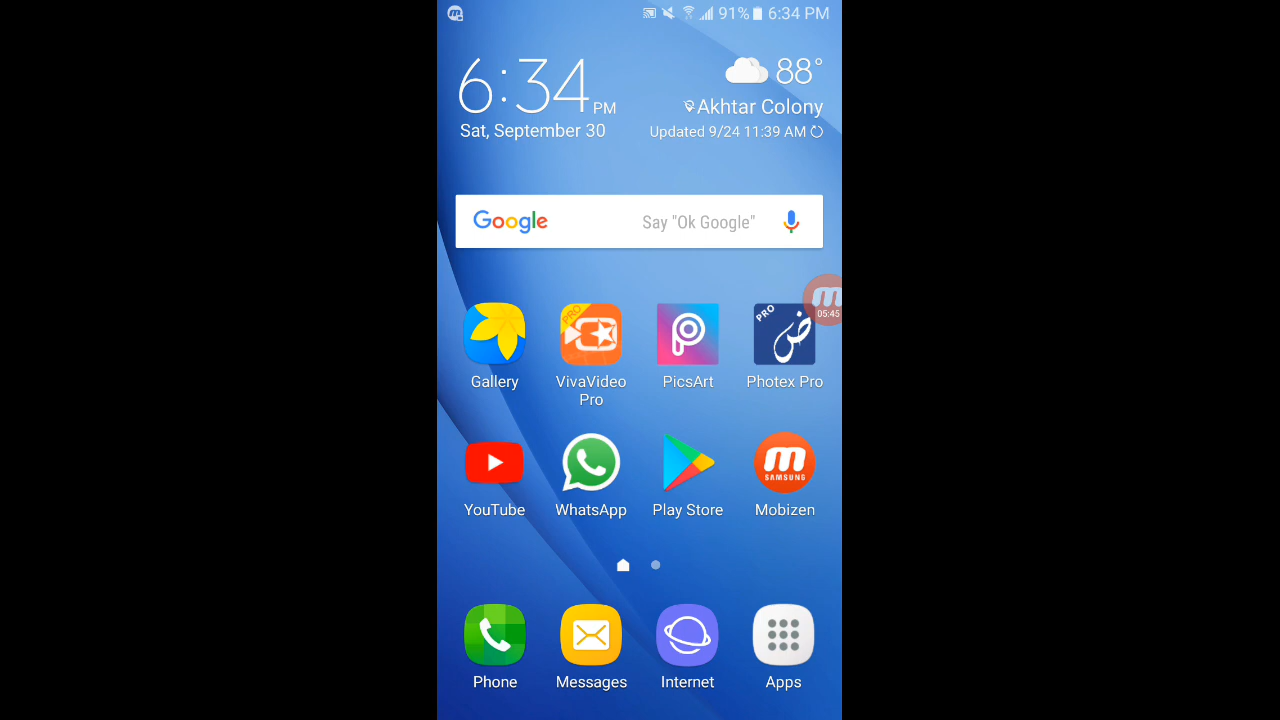 91% 6:34 PM
6:34 PM
88°
Akhtar Colony
Sat, September 30
Updated 9/24 11:39 AM
Google Say "Ok Google"
05:45
PRO
PRO
ض
Gallery
VivaVideo Pro
PicsArt
Photex Pro
SAMSUNG
YouTube
WhatsApp
Play Store
Mobizen
Phone
Messages
Internet
Apps